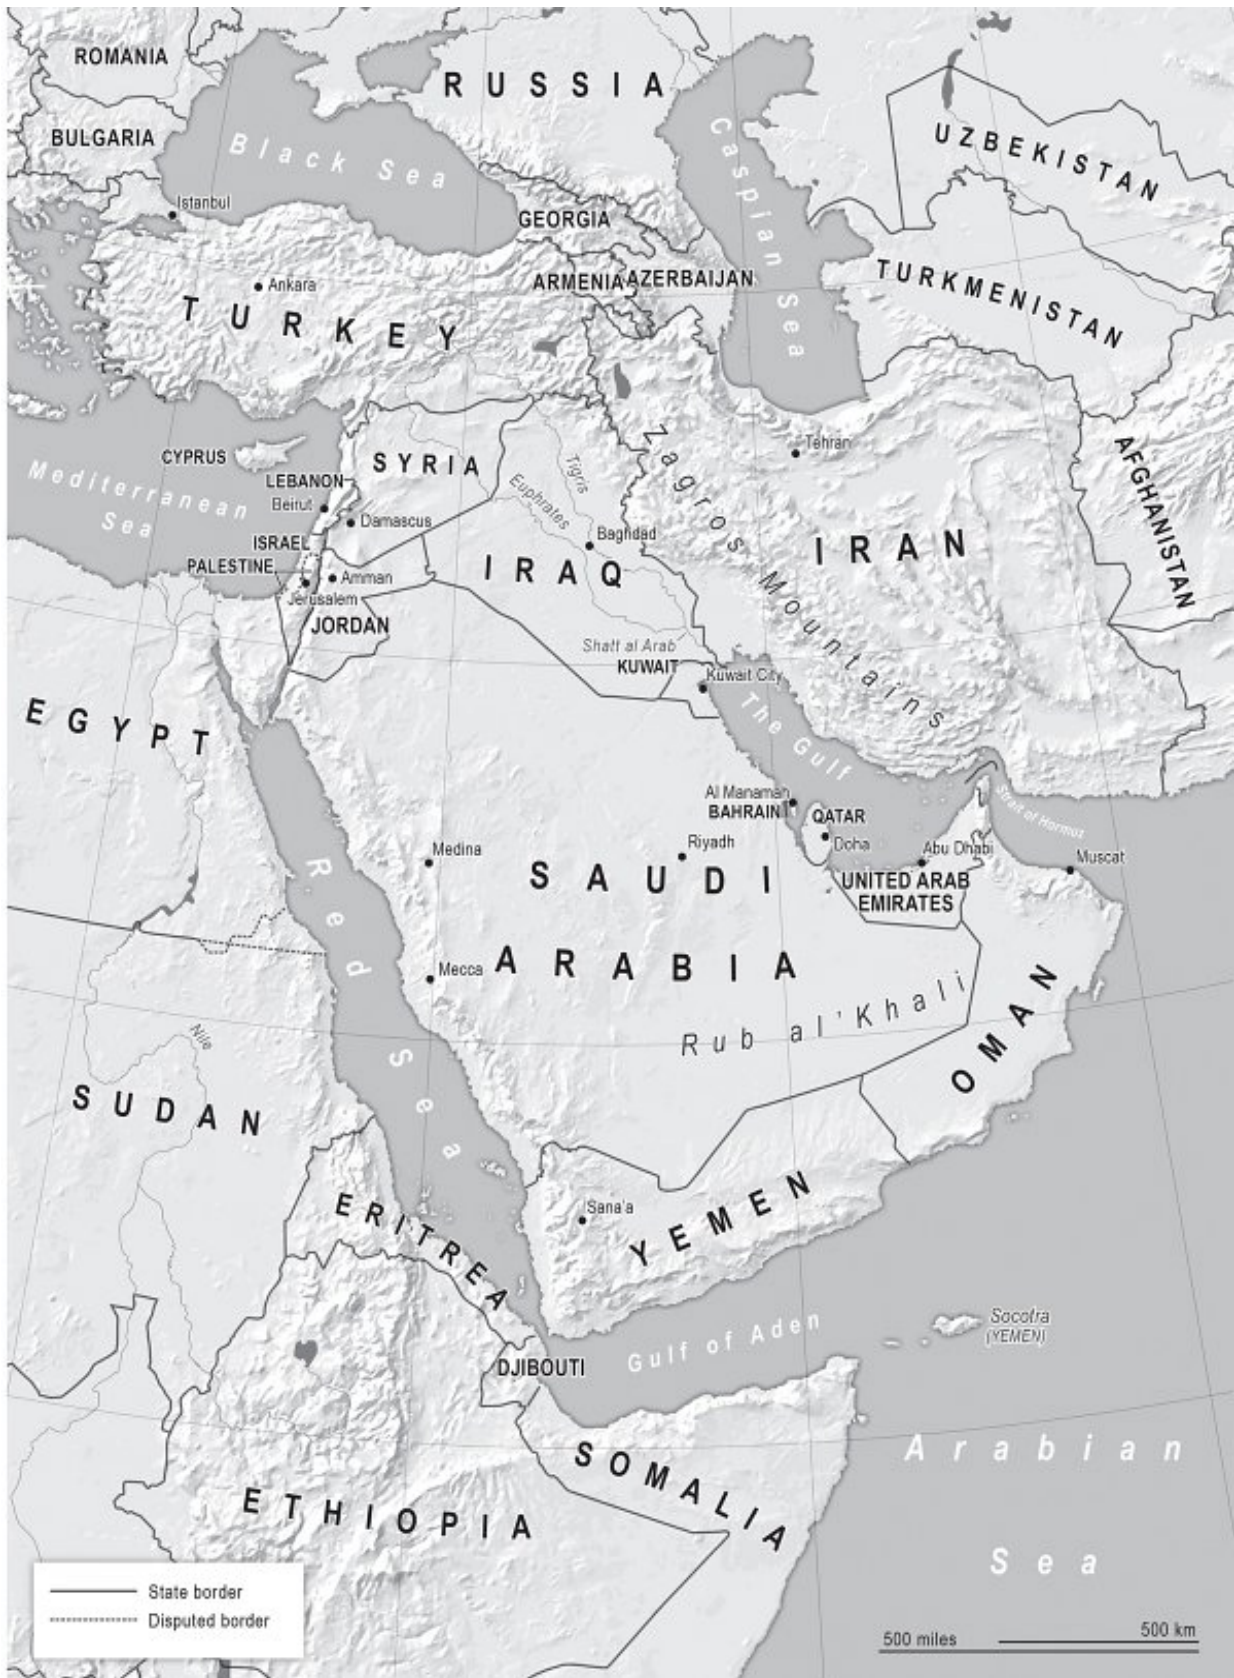 ROMANIA
RUSSIA
BULGARIA
Black Sea
Caspian Sea
UZBEKISTAN
Istanbul
GEORGIA
ARMENIA
AZERBAIJAN
TURKMENISTAN
Ankara
TURKEY
Tehran
AFGHANISTAN
CYPRUS
SYRIA
Tigris
Euphrates
Zagros Mountains
Mediterranean
Sea
LEBANON
Beirut
Damascus
Baghdad
IRAN
ISRAEL
PALESTINE
IRAQ
Amman
Jerusalem
JORDAN
Shatt al Arab
KUWAIT
Kuwait City
EGYPT
The Gulf
Al Manamah
BAHRAIN
QATAR
Doha
Strait of Hormuz
Abu Dhabi
Muscat
Medina
Riyadh
SAUDI
ARABIA
UNITED ARAB
EMIRATES
Red Sea
Mecca
Rub al'Khali
OMAN
Nile
SUDAN
ERITREA
Sana'a
YEMEN
Socofra
(YEMEN)
Gulf of Aden
DJIBOUTI
SOMALIA
Arabian
Sea
ETHIOPIA
State border
Disputed border
500 km
500 miles